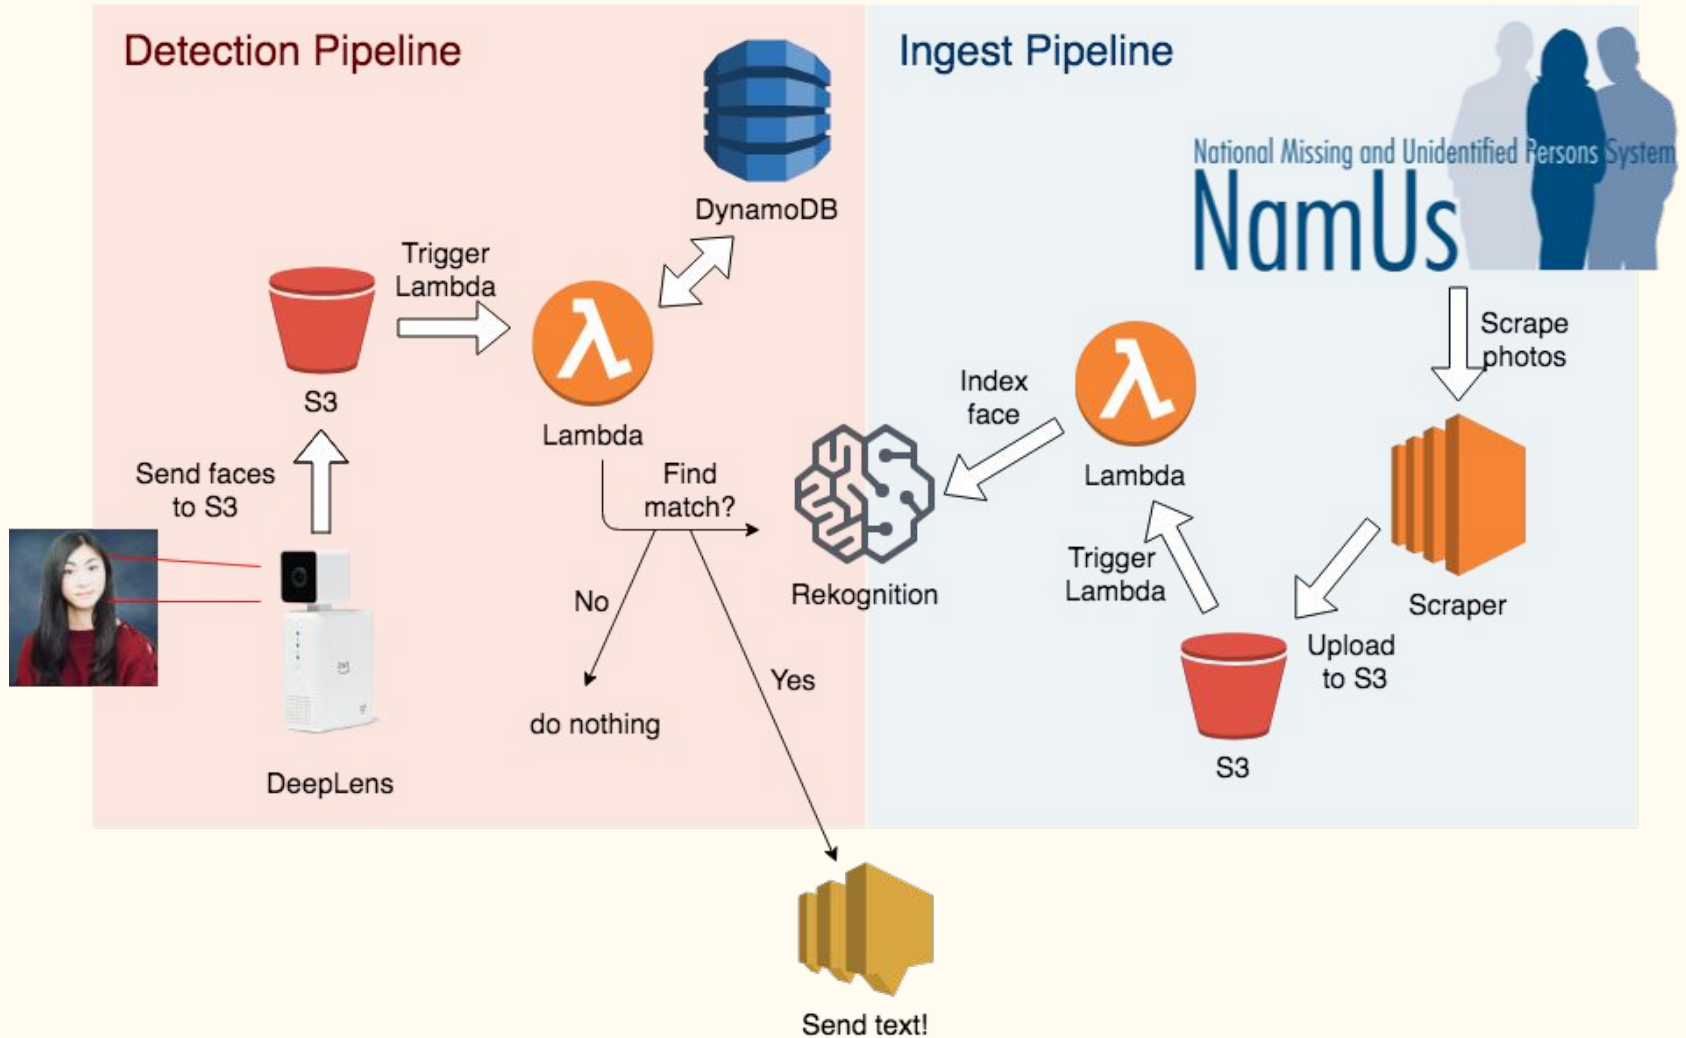 Detection Pipeline
DynamoDB
Trigger
Lambda
S3
Lambda
Send faces
to S3
Find
match?
No
Yes
do nothing
DeepLens
Ingest Pipeline
National Missing and Unidentified Persons System
NamUs
Scrape
photos
Index
face
Lambda
Rekognition
Trigger
Lambda
Scraper
Upload
to S3
S3
Send text!